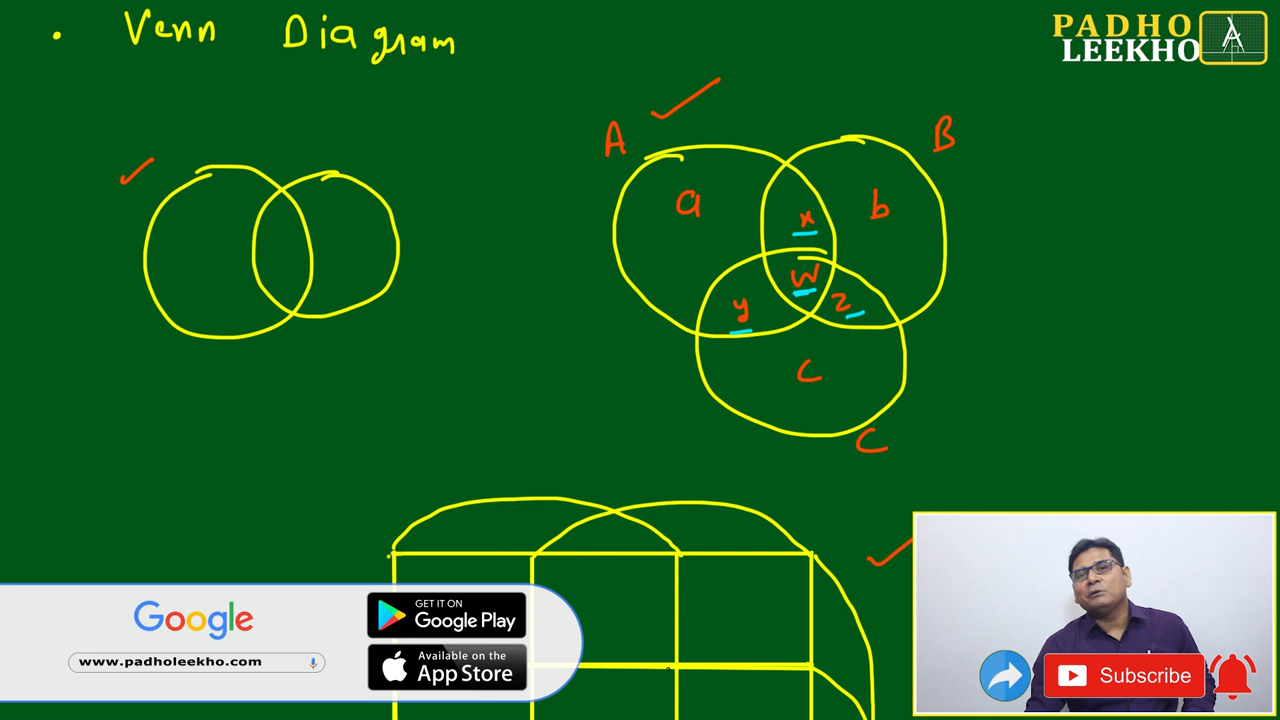 • Venn Diagram
PADHO
LEEKHO
A
B
a
x
b
W
y
z
C
C
Google
www.padholeekho.com
GET IT ON
Google Play
Available on the
App Store
Subscribe